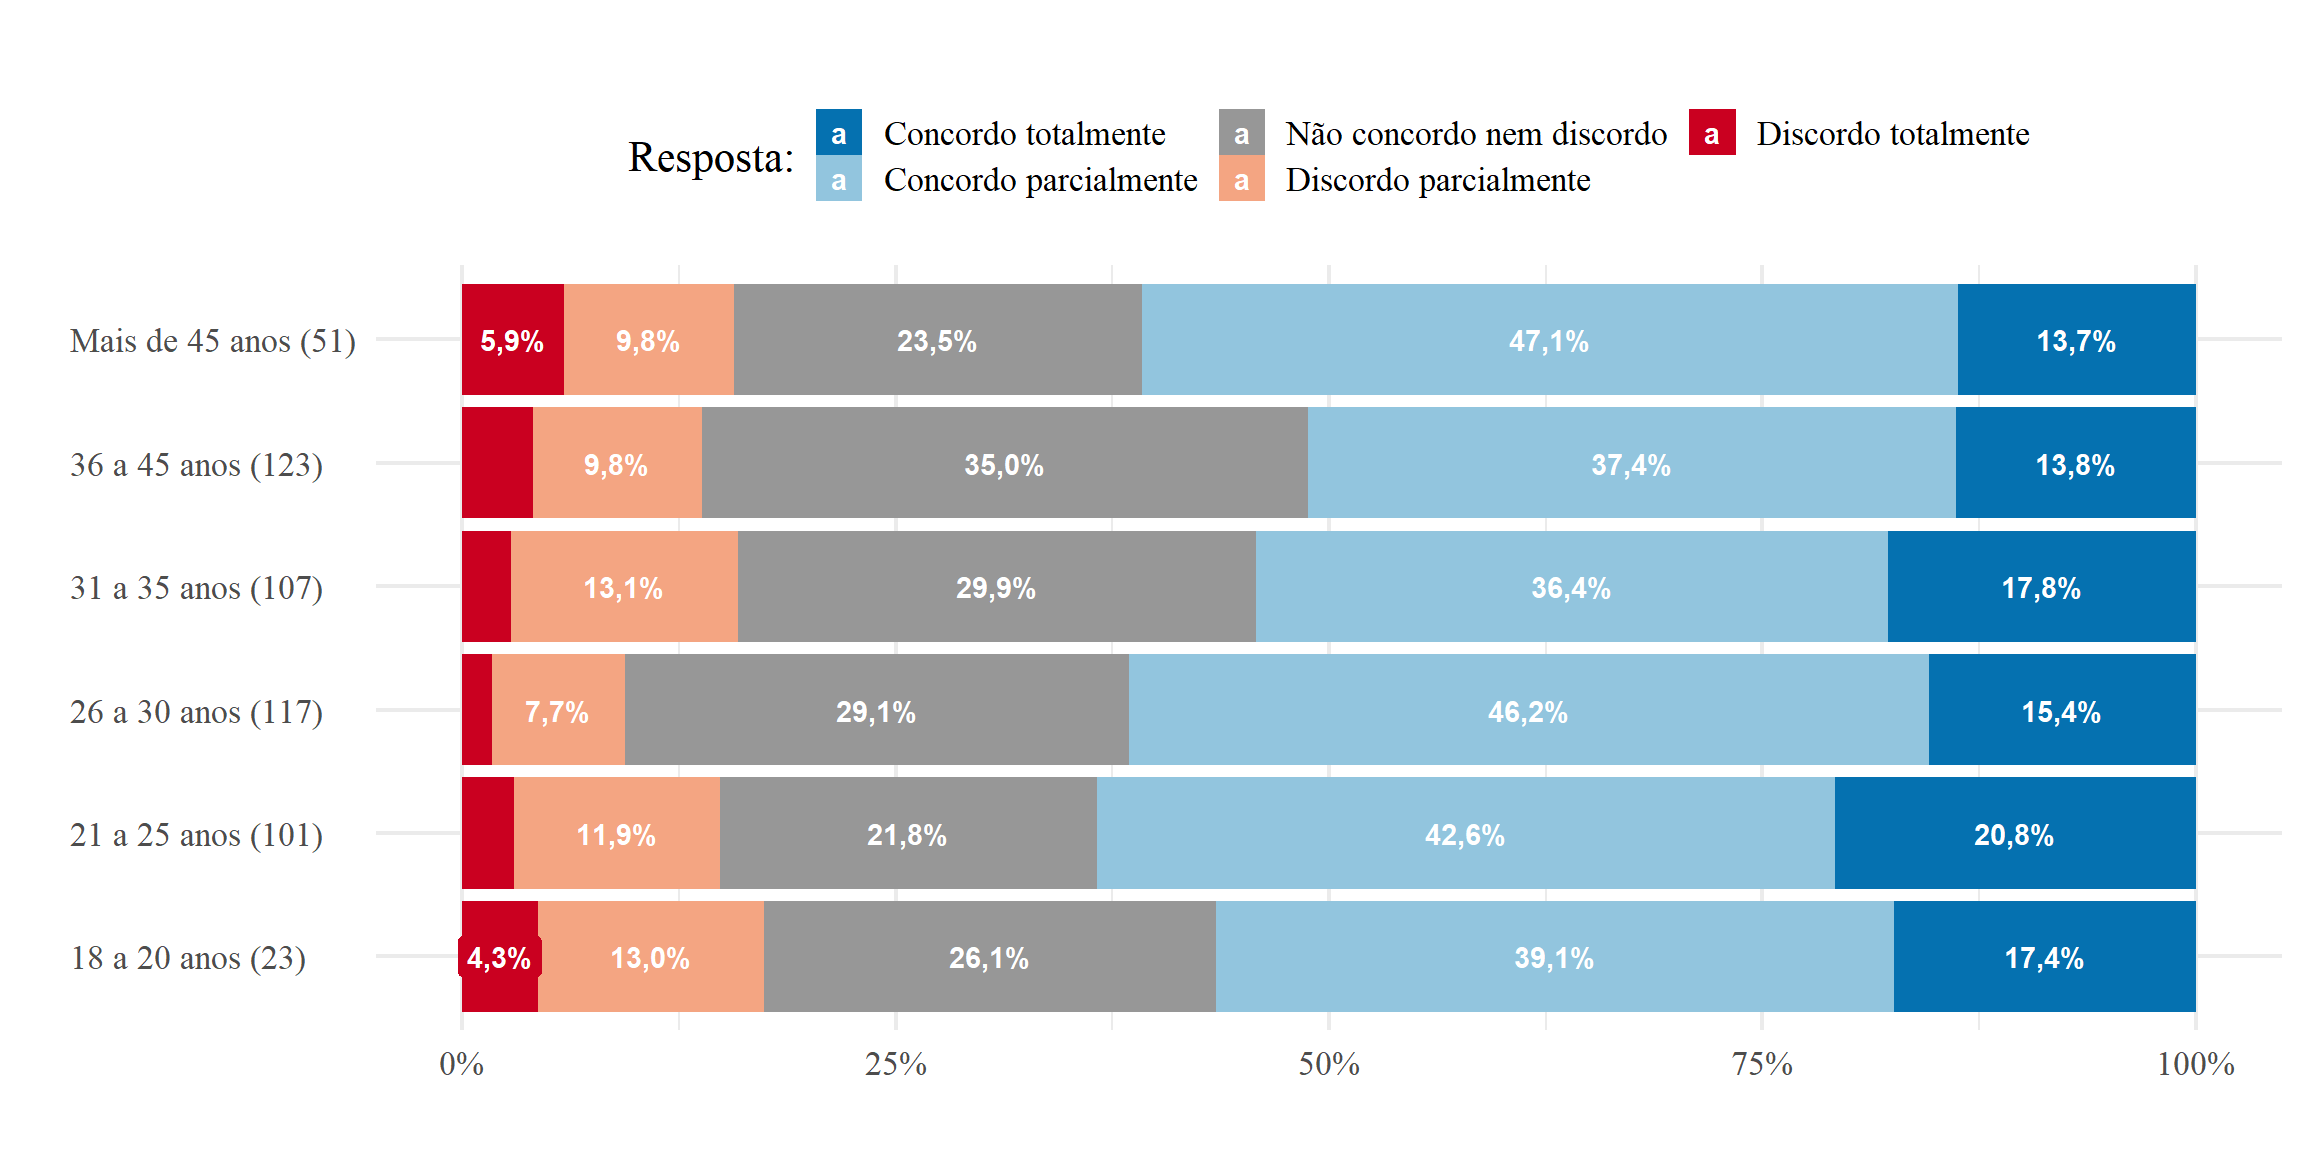 Resposta:
a Concordo totalmente
a Concordo parcialmente
a Não concordo nem discordo
a Discordo parcialmente
a Discordo totalmente
Mais de 45 anos (51) 5,9% 9,8% 23,5% 47,1% 13,7%
36 a 45 anos (123) 9,8% 35,0% 37,4% 13,8%
31 a 35 anos (107) 13,1% 29,9% 36,4% 17,8%
26 a 30 anos (117) 7,7% 29,1% 46,2% 15,4%
21 a 25 anos (101) 11,9% 21,8% 42,6% 20,8%
18 a 20 anos (23) 4,3% 13,0% 26,1% 39,1% 17,4%
0% 25% 50% 75% 100%